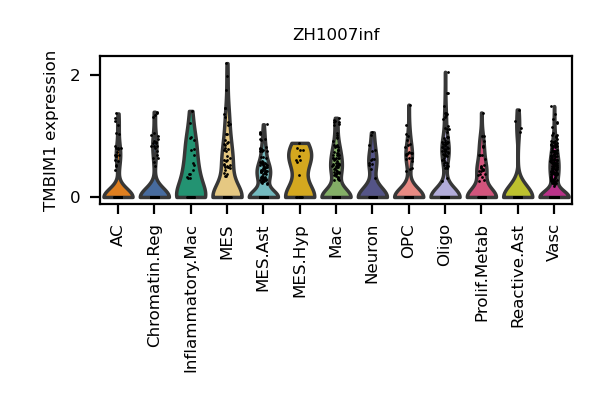 ZH1007inf
TMBIM1 expression
2
0
AC
Chromatin.Reg
Inflammatory.Mac
MES
MES.Ast
MES.Hyp
Mac
Neuron
OPC
Oligo
Prolif.Metab
Reactive.Ast
Vasc